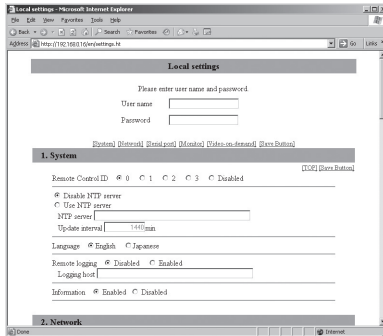 Local settings - Microsoft Internet Explorer
File Edit View Favorites Tools Help
Back Search Favorites
Address http://192.168.0.16/en/settings.ht Go Links
Local settings
Please enter user name and password
User name
Password
[System] [Network] [Serial port] [Monitor] [Video-on-demand] [Save Button]
1. System
[TOP] [Save Button]
Remote Control ID 0 1 2 3 Disabled
Disable NTP server
Use NTP server
NTP server
Update interval 1440 min
Language English Japanese
Remote logging Disabled Enabled
Logging host
Information Enabled Disabled
2. Network
Done Internet